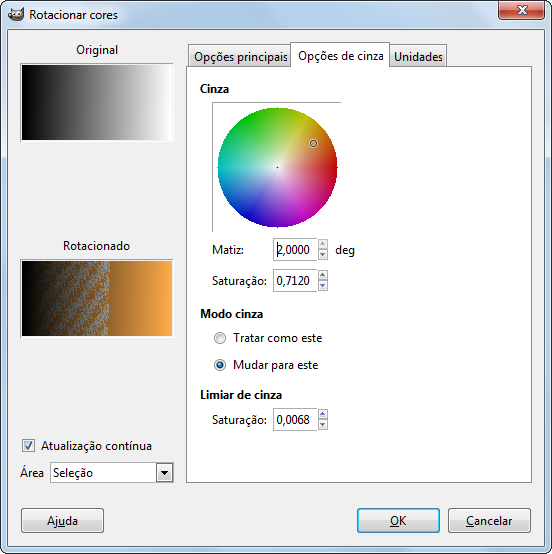 Rotacionar cores
Original
Rotacionado
Atualização contínua
Área Seleção
Opções principais Opções de cinza Unidades
Cinza
Matiz: 2,0000 deg
Saturação: 0,7120
Modo cinza
Tratar como este
Mudar para este
Limiar de cinza
Saturação: 0,0068
Ajuda OK Cancelar